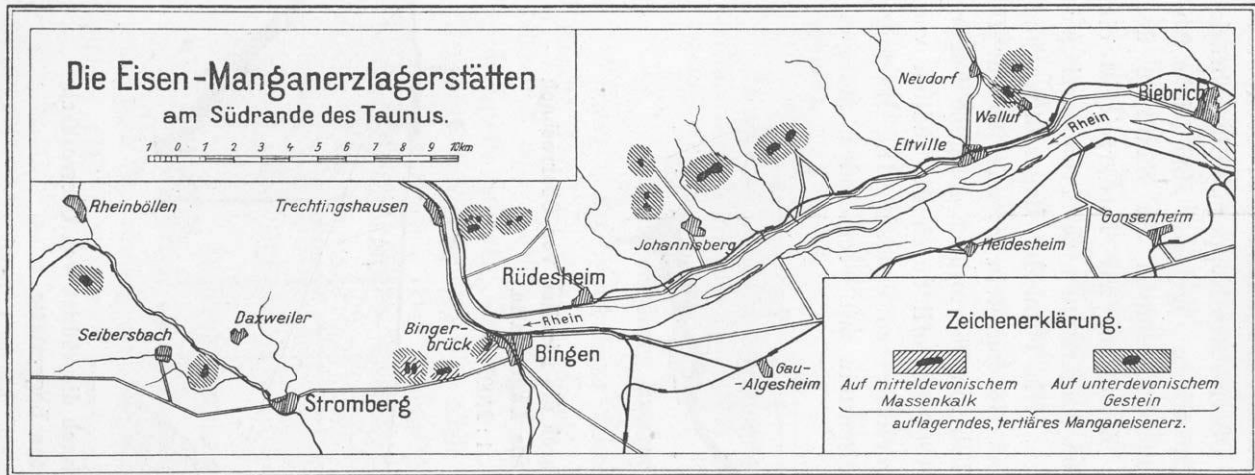 Die Eisen-Manganerzlagerstätten
am Südrande des Taunus.
1 0 1 2 3 4 5 6 7 8 9 10km
Neudorf
Walluf
Biebrich
Rhein
Eltville
Rheinböllen
Trechtingshausen
Johannisberg
Heidesheim
Gonsenheim
Rüdesheim
Rhein
Seibersbach
Daxweiler
Binger-
brück
Bingen
Gau-
-Algesheim
Stromberg
Zeichenerklärung.
Auf mitteldevonischem
Massenkalk
Auf unterdevonischem
Gestein
auflagerndes, tertiäres Manganeisenerz.